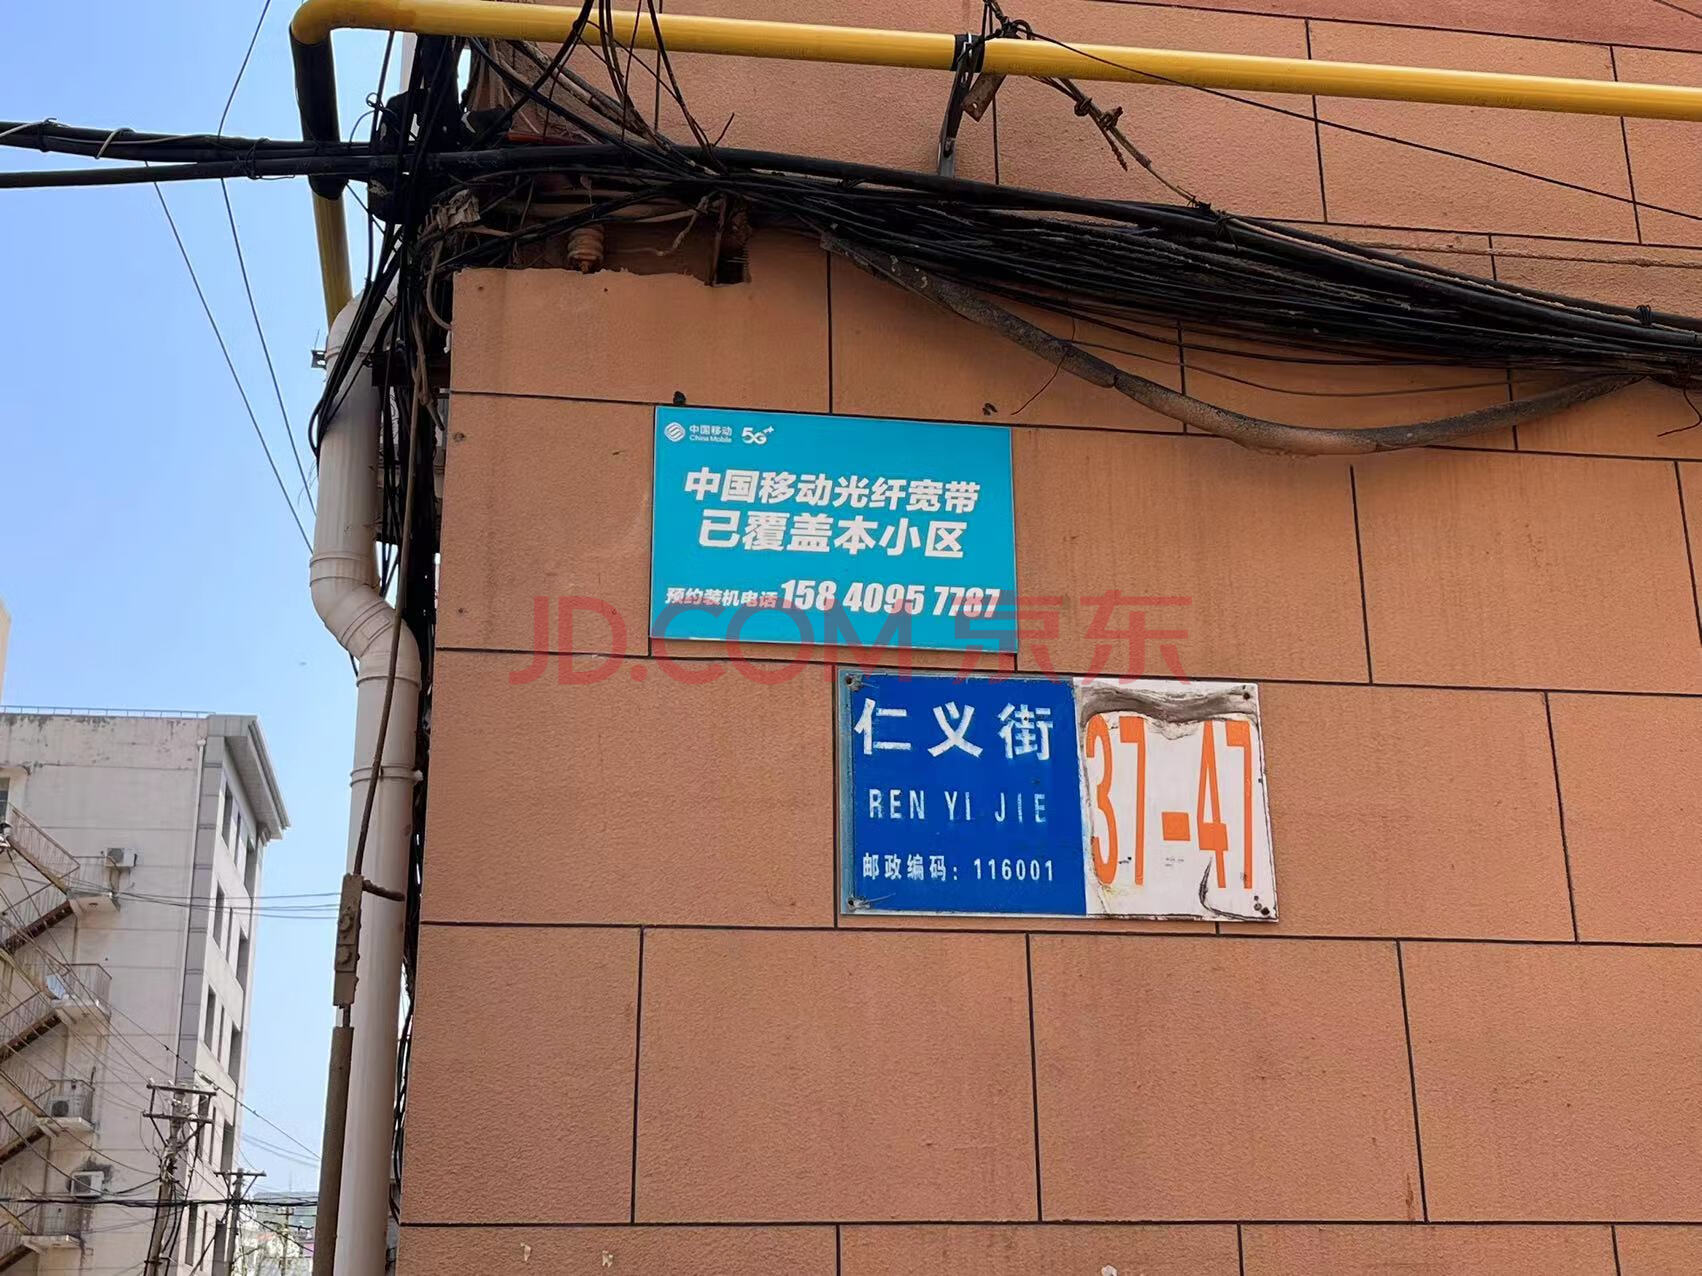 中国移动
China Mobile
5G++
中国移动光纤宽带
已覆盖本小区
预约装机电话 158 4095 7787
JD.COM 京东
仁义街
REN YI JIE
邮政编码：116001
37-47